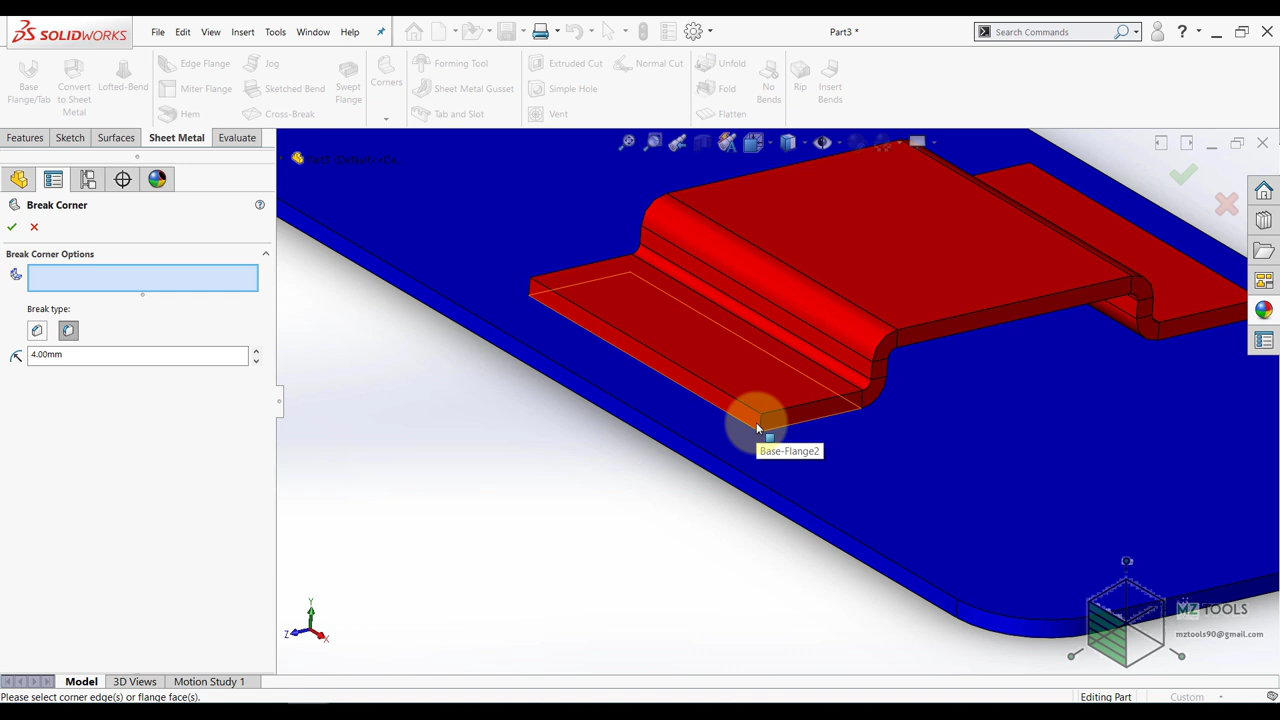 SOLIDWORKS
File Edit View Insert Tools Window Help
Part3 *
Search Commands
Base Flange/Tab
Convert to Sheet Metal
Lofted-Bend
Edge Flange
Miter Flange
Hem
Jog
Sketched Bend
Cross-Break
Swept Flange
Corners
Forming Tool
Sheet Metal Gusset
Tab and Slot
Extruded Cut
Simple Hole
Vent
Normal Cut
Unfold
Fold
Flatten
No Bends
Rip
Insert Bends
Features Sketch Surfaces Sheet Metal Evaluate
Break Corner
Break Corner Options
Break type:
4.00mm
Base-Flange2
Y
Z
X
MZ TOOLS
mztools90@gmail.com
Model 3D Views Motion Study 1
Please select corner edge(s) or flange face(s).
Editing Part
Custom